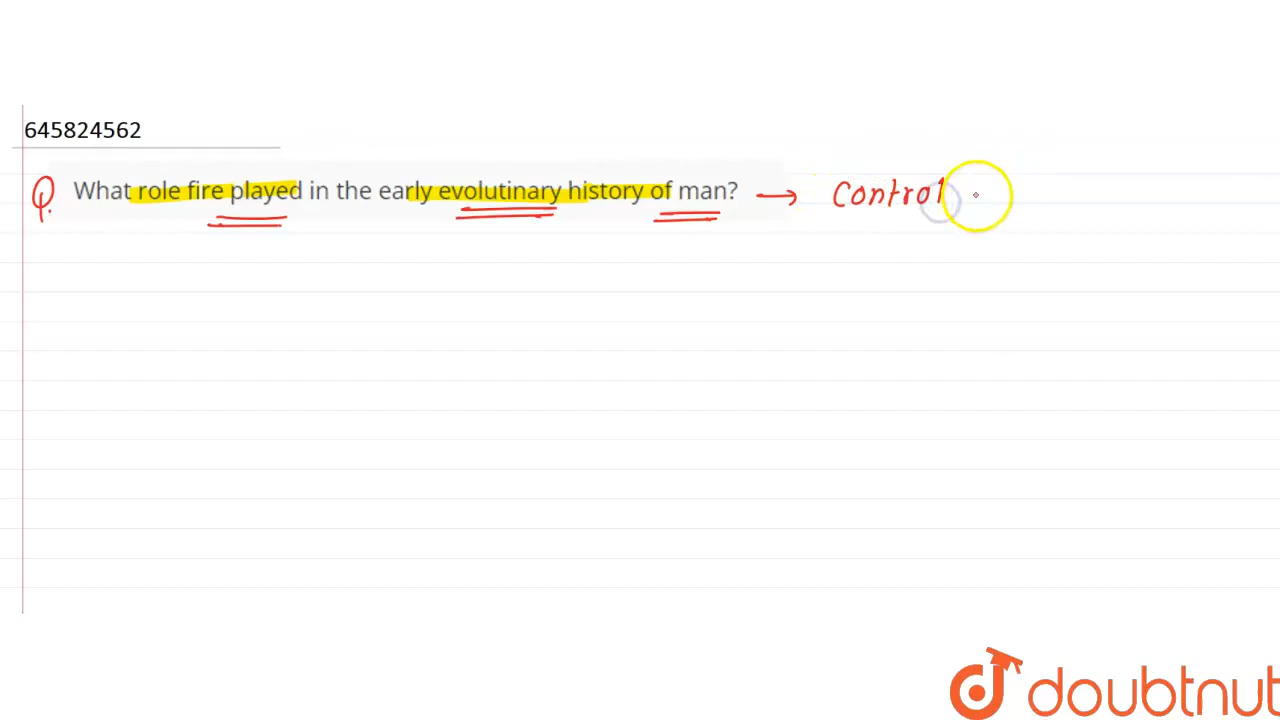 645824562
Q. What role fire played in the early evolutinary history of man? → Control
doubtnut